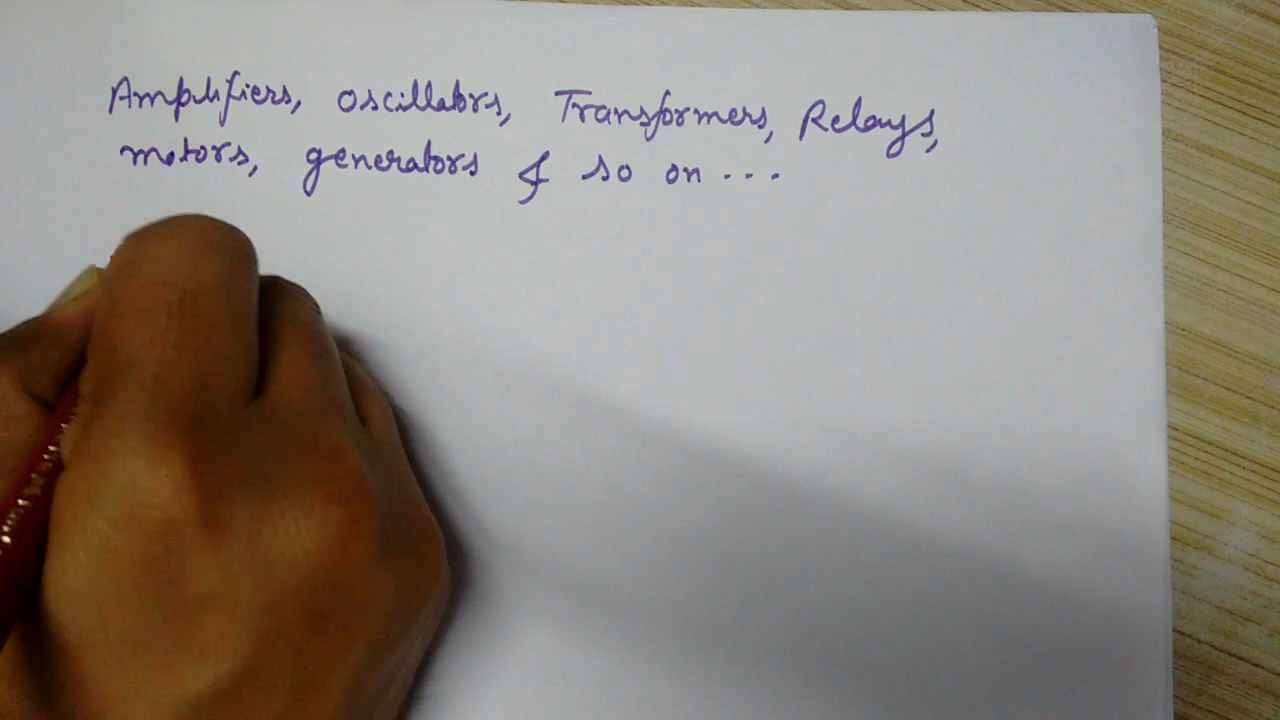 Amplifiers, oscillators, Transformers, Relays,
motors, generators & so on ...